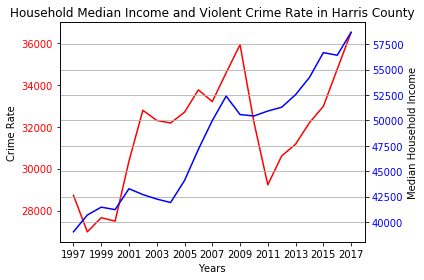 Household Median Income and Violent Crime Rate in Harris County
36000
34000
32000
30000
28000
Crime Rate
57500
55000
52500
50000
47500
45000
42500
40000
Median Household Income
1997 1999 2001 2003 2005 2007 2009 2011 2013 2015 2017
Years